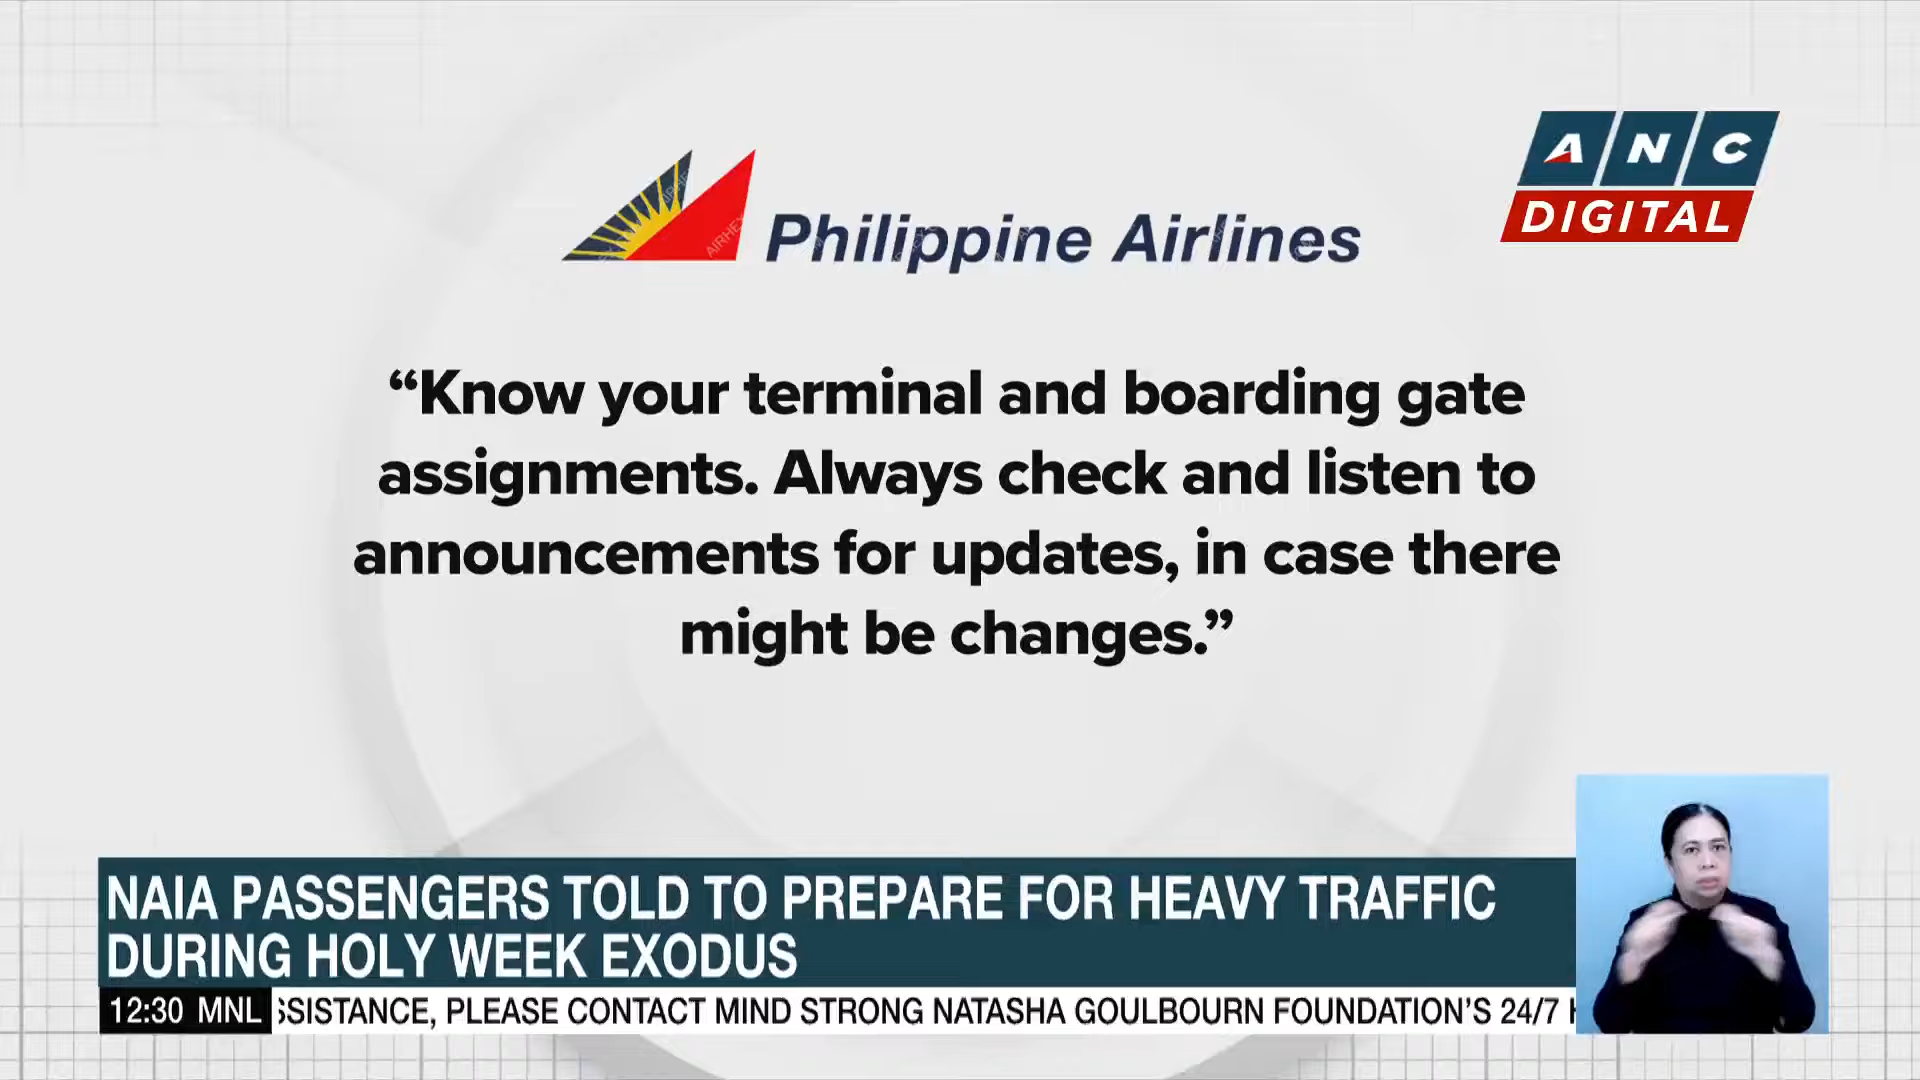 ANC
DIGITAL
Philippine Airlines
“Know your terminal and boarding gate
assignments. Always check and listen to
announcements for updates, in case there
might be changes.”
NAIA PASSENGERS TOLD TO PREPARE FOR HEAVY TRAFFIC
DURING HOLY WEEK EXODUS
12:30 MNL
SSISTANCE, PLEASE CONTACT MIND STRONG NATASHA GOULBOURN FOUNDATION’S 24/7